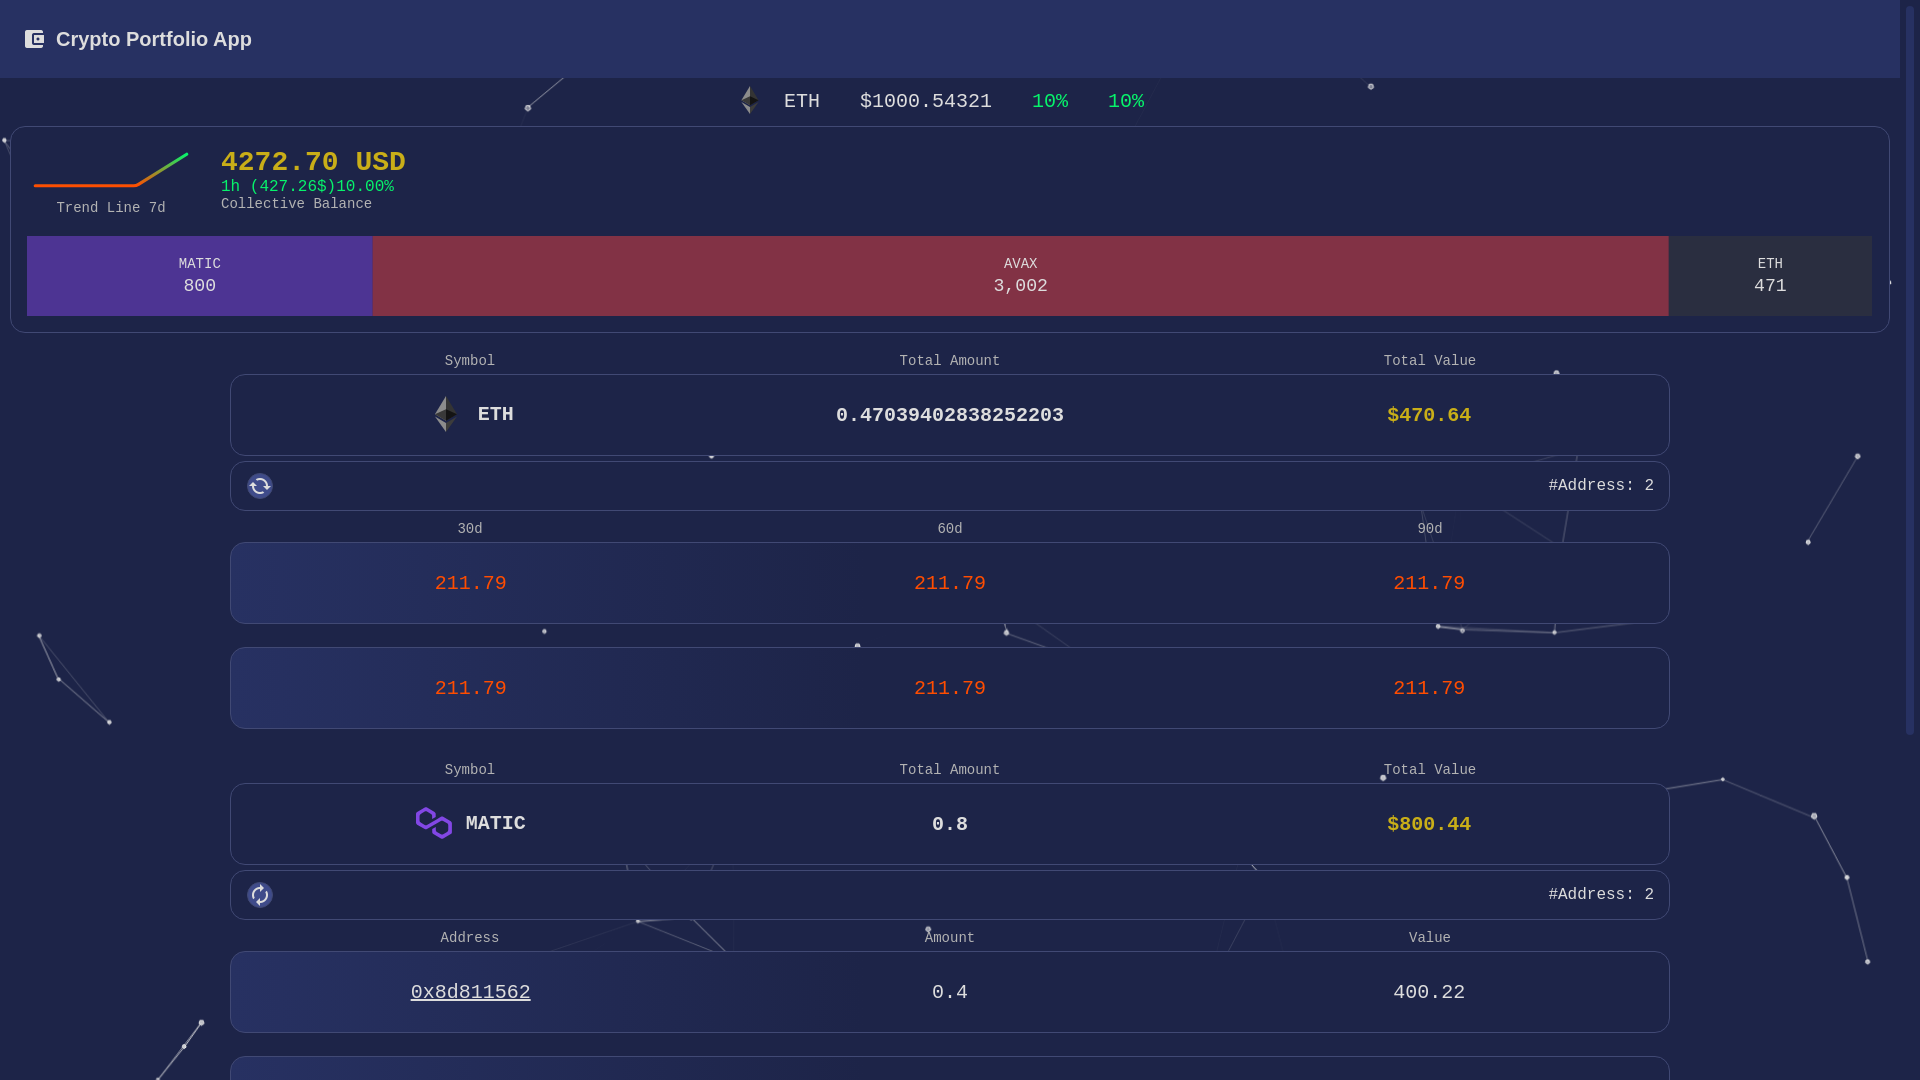 Crypto Portfolio App
ETH $1000.54321 10% 10%
4272.70 USD
1h (427.26$)10.00%
Collective Balance
Trend Line 7d
MATIC AVAX ETH
800 3,002 471
Symbol Total Amount Total Value
ETH 0.47039402838252203 $470.64
#Address: 2
30d 60d 90d
211.79 211.79 211.79
211.79 211.79 211.79
Symbol Total Amount Total Value
MATIC 0.8 $800.44
#Address: 2
Address Amount Value
0x8d811562 0.4 400.22